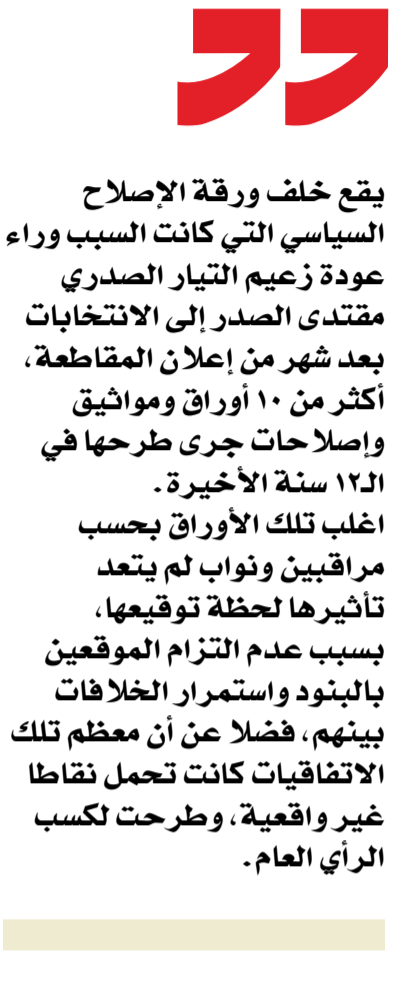 يقع خلف ورقة الإصلاح
السياسي التي كانت السبب وراء
عودة زعيم التيار الصدري
مقتدى الصدر إلى الانتخابات
بعد شهر من إعلان المقاطعة،
أكثر من ١٠ أوراق ومواثيق
وإصلاحات جرى طرحها في
الـ١٢ سنة الأخيرة.
اغلب تلك الأوراق بحسب
مراقبين ونواب لم يتعد
تأثيرها لحظة توقيعها،
بسبب عدم التزام الموقعين
بالبنود واستمرار الخلافات
بينهم، فضلا عن أن معظم تلك
الاتفاقيات كانت تحمل نقاطا
غير واقعية، وطرحت لكسب
الرأي العام.